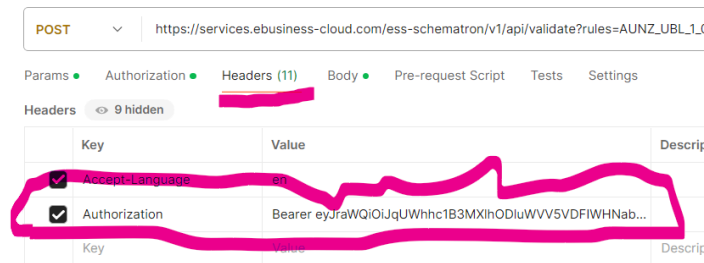 POST https://services.ebusiness-cloud.com/ess-schematron/v1/api/validate?rules=AUNZ_UBL_1_0
Params Authorization Headers (11) Body Pre-request Script Tests Settings
Headers 9 hidden
Key Value Descrip
Accept-Language en
Authorization Bearer eyJraWQiOiJqUWhhc1B3MXlhODluWVV5VDFIWHNab...
Key Value Descrip